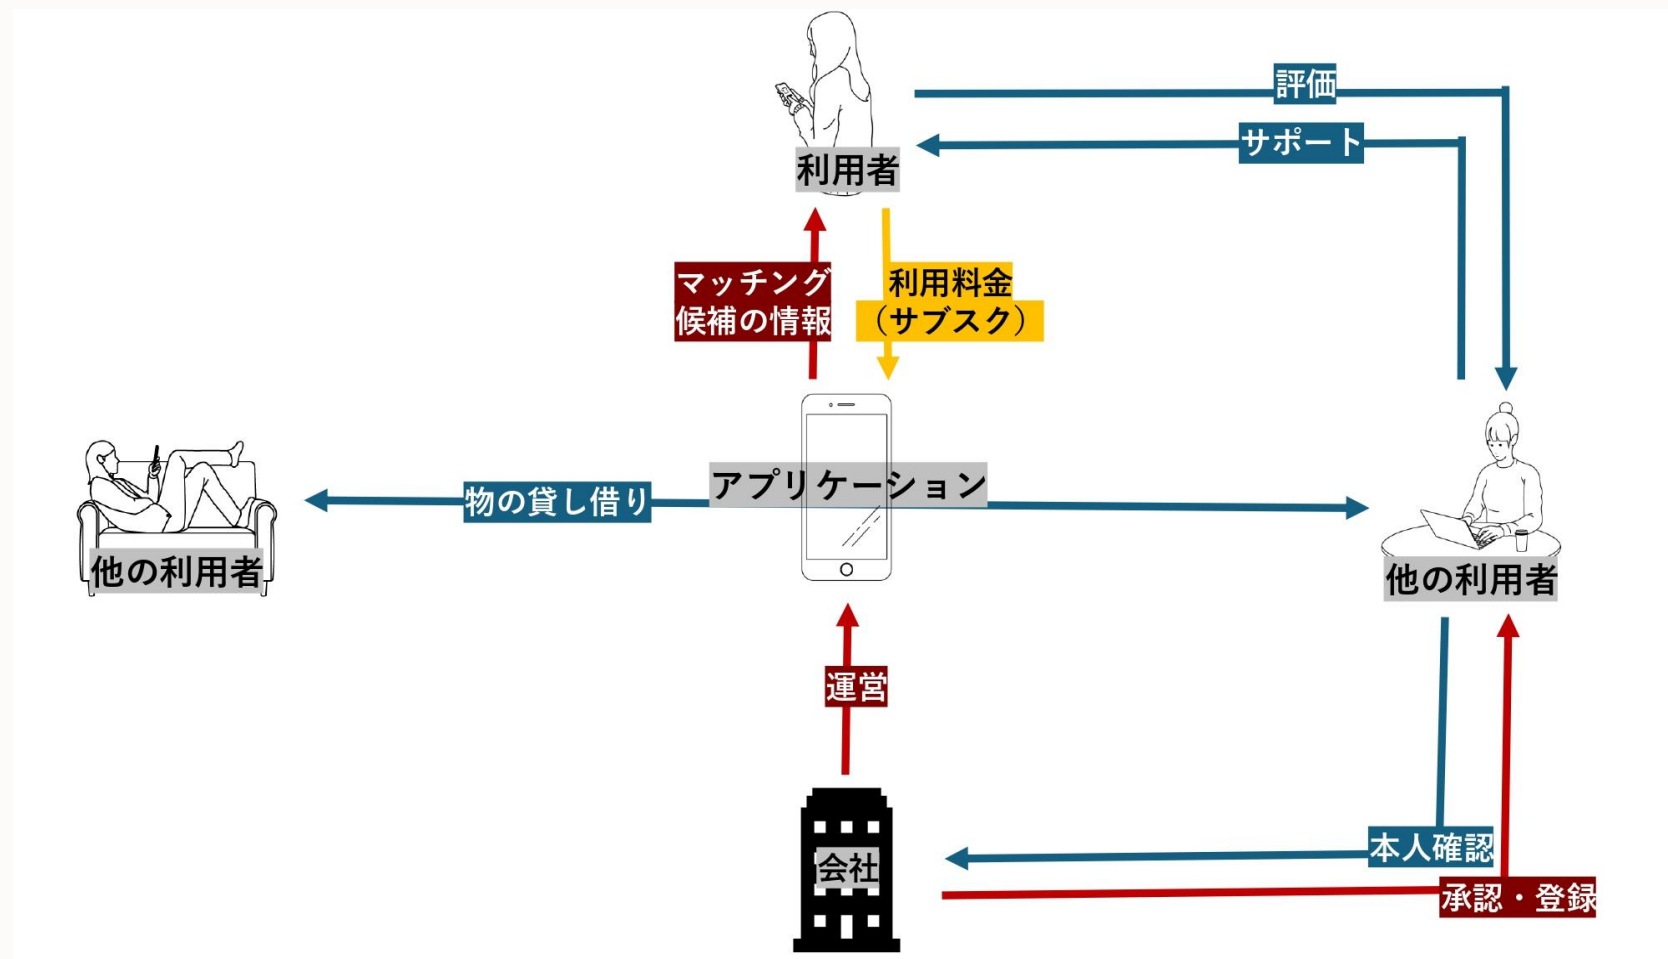 評価
サポート
利用者
マッチング
候補の情報
利用料金
（サブスク）
アプリケーション
物の貸し借り
他の利用者
他の利用者
運営
会社
本人確認
承認・登録